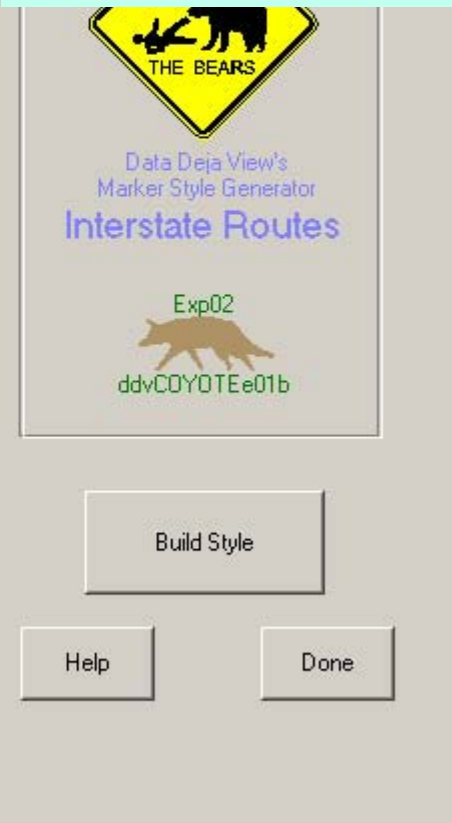 THE BEARS
Data Deja View's
Marker Style Generator
Interstate Routes
Exp02
ddvCOYOTEe01b
Build Style
Help
Done